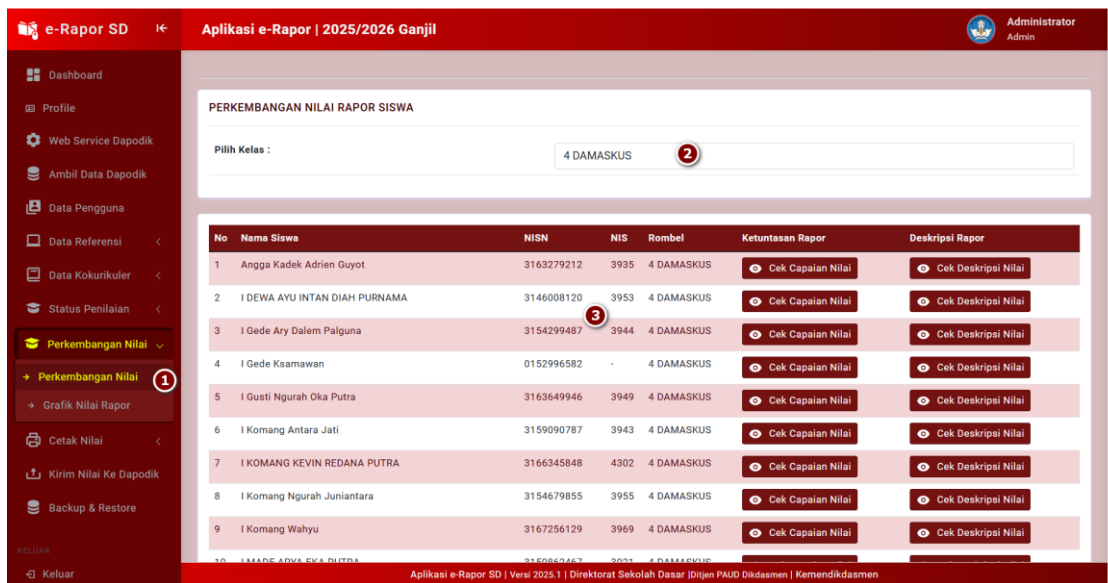 e-Rapor SD
Aplikasi e-Rapor | 2025/2026 Ganjil
Administrator
Admin
Dashboard
Profile
Web Service Dapodik
Ambil Data Dapodik
Data Pengguna
Data Referensi
Data Kokurikuler
Status Penilaian
Perkembangan Nilai
Perkembangan Nilai
1
Grafik Nilai Rapor
Cetak Nilai
Kirim Nilai Ke Dapodik
Backup & Restore
KELUAR
Keluar
PERKEMBANGAN NILAI RAPOR SISWA
Pilih Kelas : 4 DAMASKUS 2
No Nama Siswa NISN NIS Rombel Ketuntasan Rapor Deskripsi Rapor
1 Angga Kadek Adrien Guyot 3163279212 3935 4 DAMASKUS Cek Capaian Nilai Cek Deskripsi Nilai
2 I DEWA AYU INTAN DIAH PURNAMA 3146008120 3953 4 DAMASKUS Cek Capaian Nilai Cek Deskripsi Nilai
3
3 I Gede Ary Dalem Palguna 3154299487 3944 4 DAMASKUS Cek Capaian Nilai Cek Deskripsi Nilai
4 I Gede Ksamawan 0152996582 - 4 DAMASKUS Cek Capaian Nilai Cek Deskripsi Nilai
5 I Gusti Ngurah Oka Putra 3163649946 3949 4 DAMASKUS Cek Capaian Nilai Cek Deskripsi Nilai
6 I Komang Antara Jati 3159090787 3943 4 DAMASKUS Cek Capaian Nilai Cek Deskripsi Nilai
7 I KOMANG KEVIN REDANA PUTRA 3166345848 4302 4 DAMASKUS Cek Capaian Nilai Cek Deskripsi Nilai
8 I Komang Ngurah Juniantara 3154679855 3955 4 DAMASKUS Cek Capaian Nilai Cek Deskripsi Nilai
9 I Komang Wahyu 3167256129 3969 4 DAMASKUS Cek Capaian Nilai Cek Deskripsi Nilai
Aplikasi e-Rapor SD | Versi 2025.1 | Direktorat Sekolah Dasar |Ditjen PAUD Dikdasmen | Kemendikdasmen